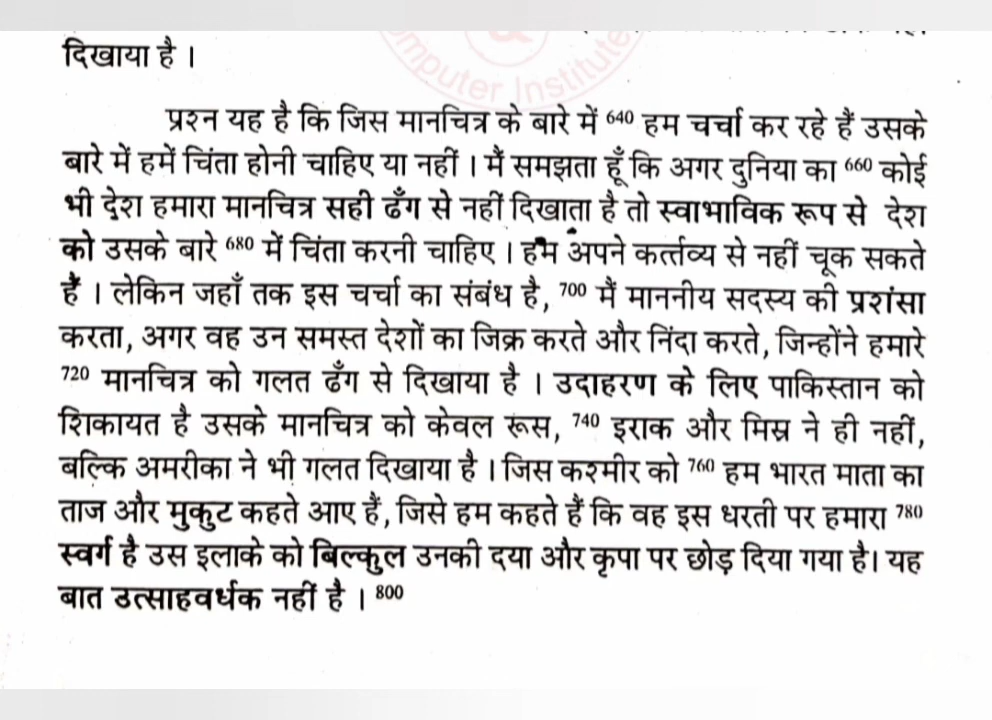 दिखाया है ।
mputer Institute
प्रश्न यह है कि जिस मानचित्र के बारे में 640 हम चर्चा कर रहे हैं उसके
बारे में हमें चिंता होनी चाहिए या नहीं । मैं समझता हूँ कि अगर दुनिया का 660 कोई
भी देश हमारा मानचित्र सही ढँग से नहीं दिखाता है तो स्वाभाविक रूप से देश
को उसके बारे 680 में चिंता करनी चाहिए । हम अपने कर्त्तव्य से नहीं चूक सकते
हैं । लेकिन जहाँ तक इस चर्चा का संबंध है, 700 मैं माननीय सदस्य की प्रशंसा
करता, अगर वह उन समस्त देशों का जिक्र करते और निंदा करते, जिन्होंने हमारे
720 मानचित्र को गलत ढँग से दिखाया है । उदाहरण के लिए पाकिस्तान को
शिकायत है उसके मानचित्र को केवल रूस, 740 इराक और मिस्र ने ही नहीं,
बल्कि अमरीका ने भी गलत दिखाया है । जिस कश्मीर को 760 हम भारत माता का
ताज और मुकुट कहते आए हैं, जिसे हम कहते हैं कि वह इस धरती पर हमारा 780
स्वर्ग है उस इलाके को बिल्कुल उनकी दया और कृपा पर छोड़ दिया गया है। यह
बात उत्साहवर्धक नहीं है । 800